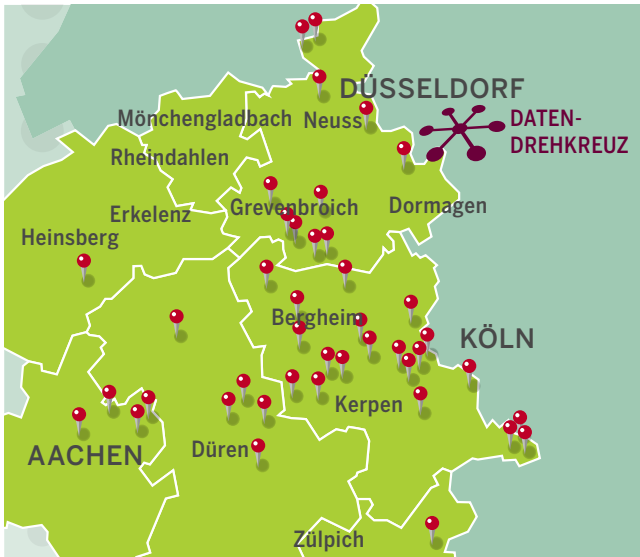 DÜSSELDORF
Mönchengladbach
Neuss
DATEN-
DREHKREUZ
Rheindahlen
Grevenbroich
Dormagen
Erkelenz
Heinsberg
Bergheim
KÖLN
Kerpen
AACHEN
Düren
Zülpich